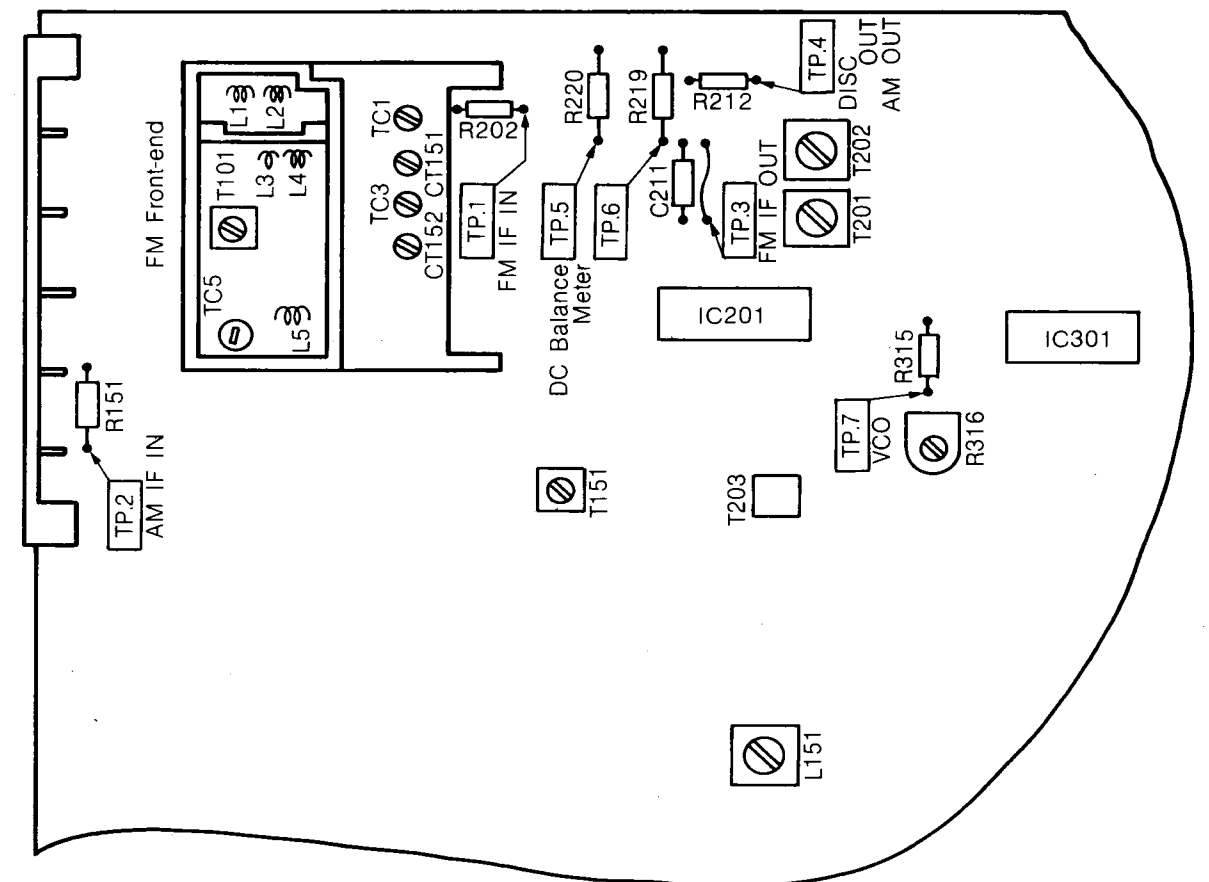 FM Front-end
L1
L2
T101
L3
L4
TC5
L5
TC1
CT151
TC3
CT152
R202
TP.1
FM IF IN
R220
R219
R212
TP.4
DISC OUT
AM OUT
TP.5
TP.6
DC Balance
Meter
C211
TP.3
FM IF OUT
T202
T201
IC201
IC301
R315
TP.7
VCO
R316
R151
TP.2
AM IF IN
T151
T203
L151